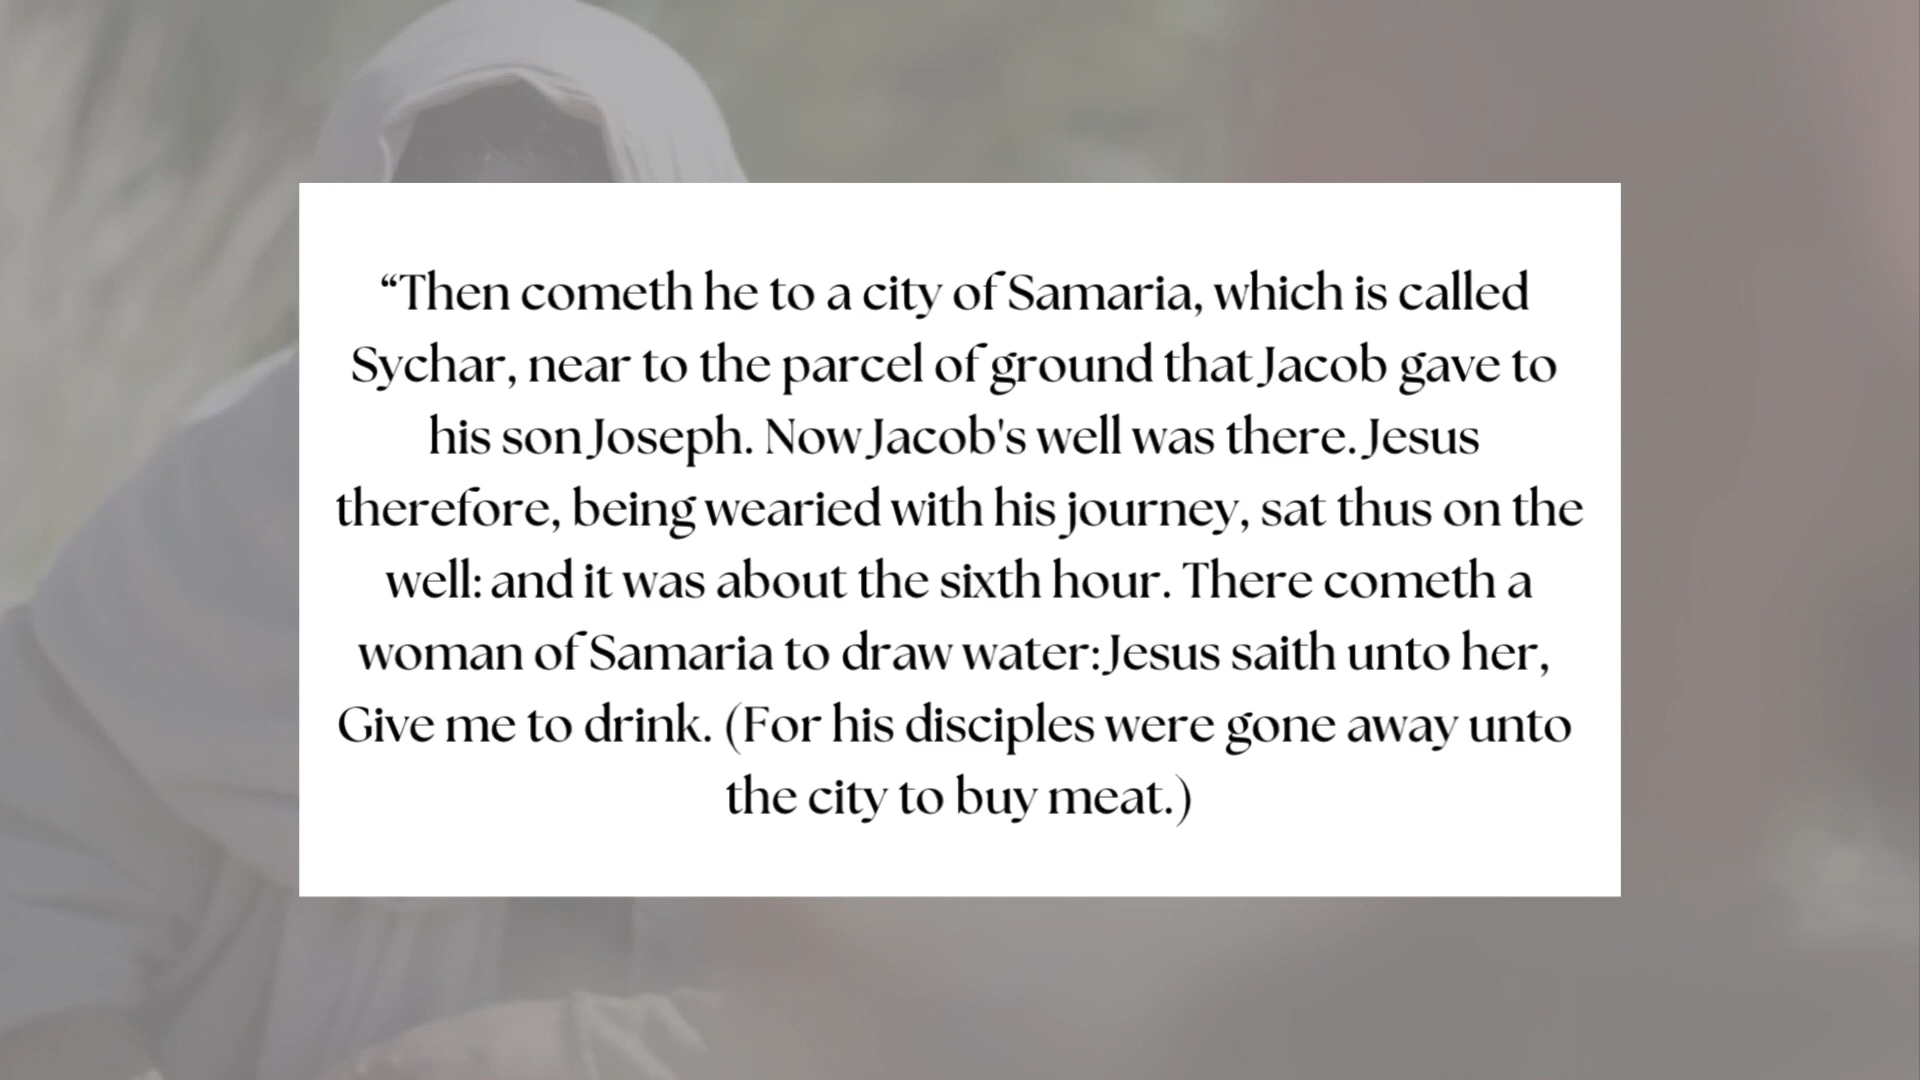 “Then cometh he to a city of Samaria, which is called
Sychar, near to the parcel of ground that Jacob gave to
his son Joseph. Now Jacob's well was there. Jesus
therefore, being wearied with his journey, sat thus on the
well: and it was about the sixth hour. There cometh a
woman of Samaria to draw water: Jesus saith unto her,
Give me to drink. (For his disciples were gone away unto
the city to buy meat.)